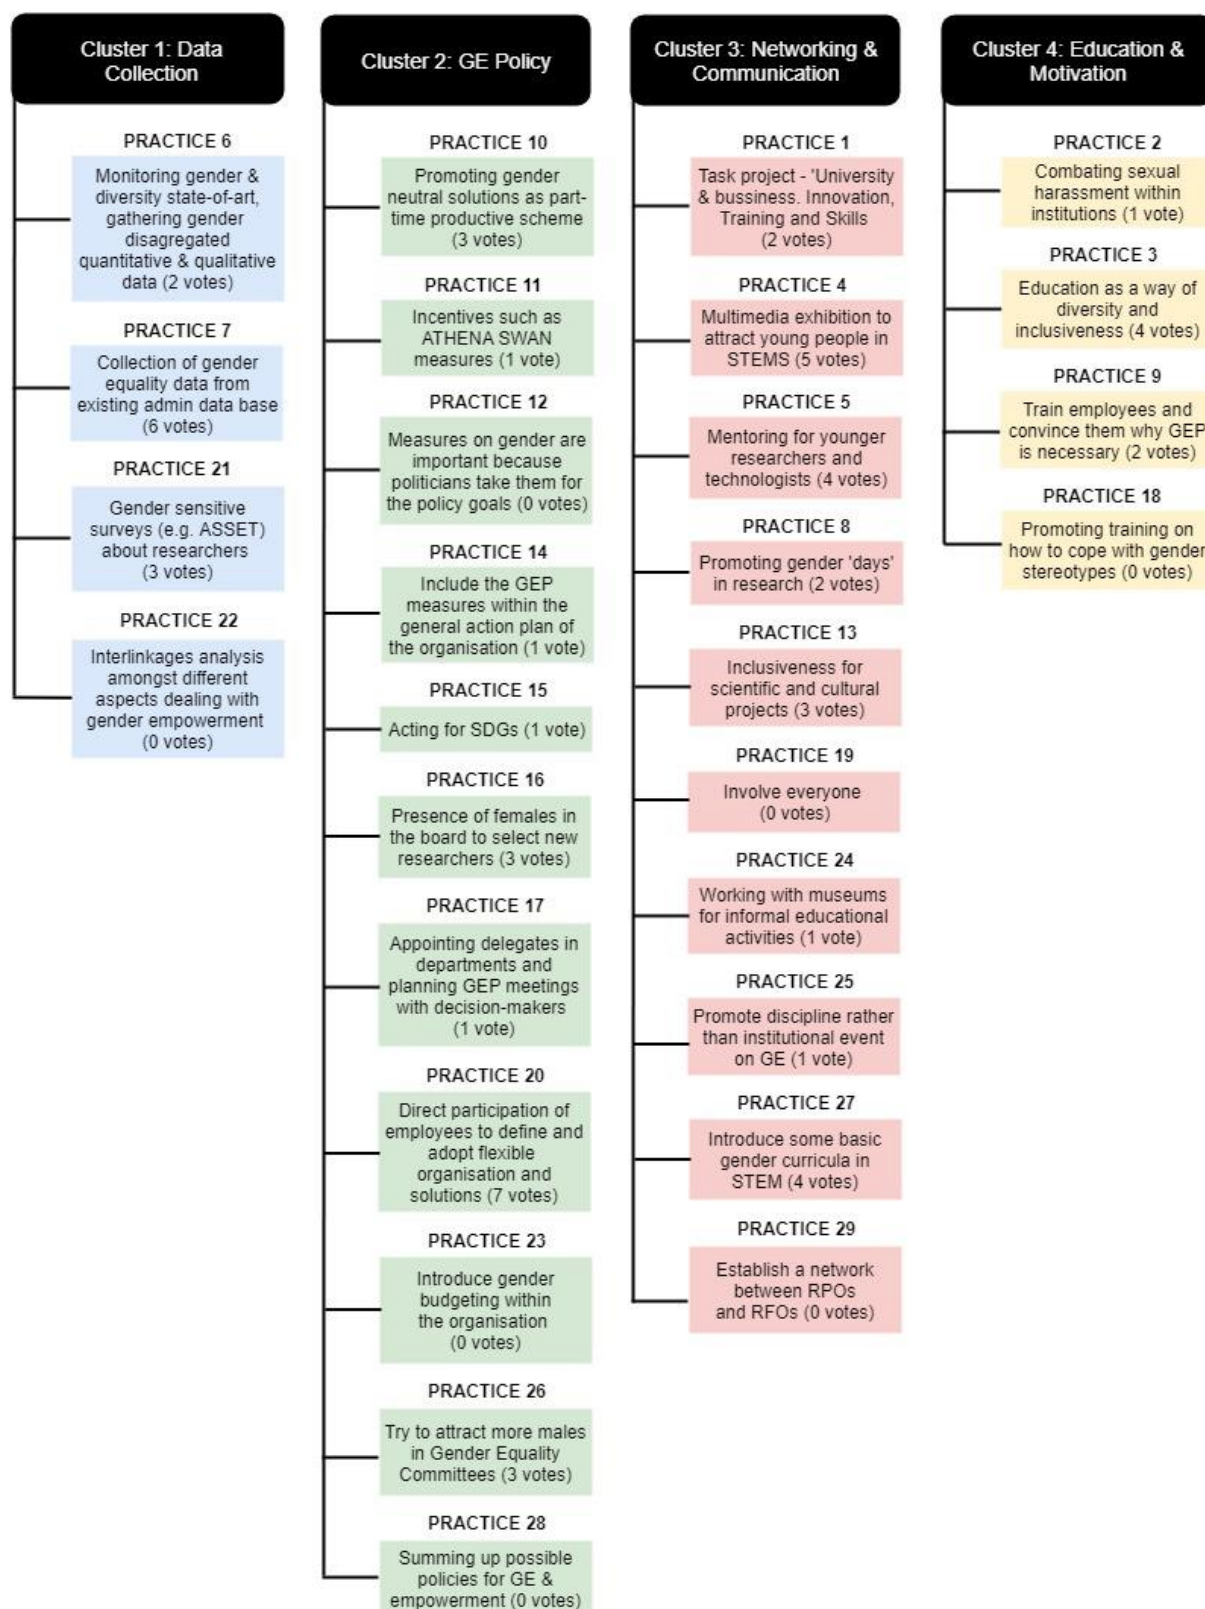 Cluster 1: Data
Collection
PRACTICE 6
Monitoring gender &
diversity state-of-art,
gathering gender
disagregated
quantitative & qualitative
data (2 votes)
PRACTICE 7
Collection of gender
equality data from
existing admin data base
(6 votes)
PRACTICE 21
Gender sensitive
surveys (e.g. ASSET)
about researchers
(3 votes)
PRACTICE 22
Interlinkages analysis
amongst different
aspects dealing with
gender empowerment
(0 votes)
Cluster 2: GE Policy
PRACTICE 10
Promoting gender
neutral solutions as part-
time productive scheme
(3 votes)
PRACTICE 11
Incentives such as
ATHENA SWAN
measures (1 vote)
PRACTICE 12
Measures on gender are
important because
politicians take them for
the policy goals (0 votes)
PRACTICE 14
Include the GEP
measures within the
general action plan of
the organisation (1 vote)
PRACTICE 15
Acting for SDGs (1 vote)
PRACTICE 16
Presence of females in
the board to select new
researchers (3 votes)
PRACTICE 17
Appointing delegates in
departments and
planning GEP meetings
with decision-makers
(1 vote)
PRACTICE 20
Direct participation of
employees to define and
adopt flexible
organisation and
solutions (7 votes)
PRACTICE 23
Introduce gender
budgeting within
the organisation
(0 votes)
PRACTICE 26
Try to attract more males
in Gender Equality
Committees (3 votes)
PRACTICE 28
Summing up possible
policies for GE &
empowerment (0 votes)
Cluster 3: Networking &
Communication
PRACTICE 1
Task project - 'University
& bussiness. Innovation,
Training and Skills
(2 votes)
PRACTICE 4
Multimedia exhibition to
attract young people in
STEMS (5 votes)
PRACTICE 5
Mentoring for younger
researchers and
technologists (4 votes)
PRACTICE 8
Promoting gender 'days'
in research (2 votes)
PRACTICE 13
Inclusiveness for
scientific and cultural
projects (3 votes)
PRACTICE 19
Involve everyone
(0 votes)
PRACTICE 24
Working with museums
for informal educational
activities (1 vote)
PRACTICE 25
Promote discipline rather
than institutional event
on GE (1 vote)
PRACTICE 27
Introduce some basic
gender curricula in
STEM (4 votes)
PRACTICE 29
Establish a network
between RPOs
and RFOs (0 votes)
Cluster 4: Education &
Motivation
PRACTICE 2
Combating sexual
harassment within
institutions (1 vote)
PRACTICE 3
Education as a way of
diversity and
inclusiveness (4 votes)
PRACTICE 9
Train employees and
convince them why GEP
is necessary (2 votes)
PRACTICE 18
Promoting training on
how to cope with gender
stereotypes (0 votes)